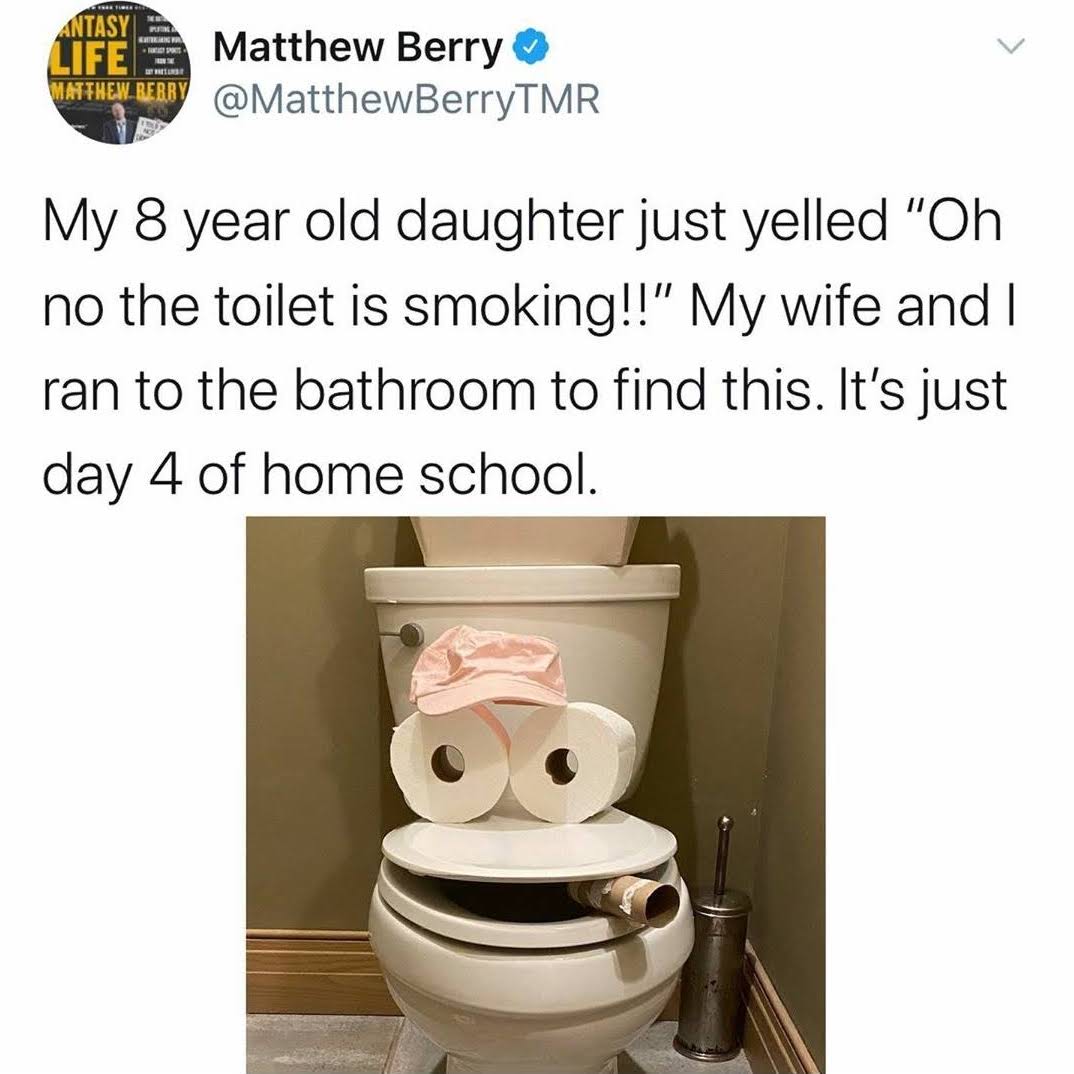 ANTASY
LIFE
MATTHEW BERRY
Matthew Berry
@MatthewBerryTMR
My 8 year old daughter just yelled “Oh
no the toilet is smoking!!” My wife and I
ran to the bathroom to find this. It's just
day 4 of home school.